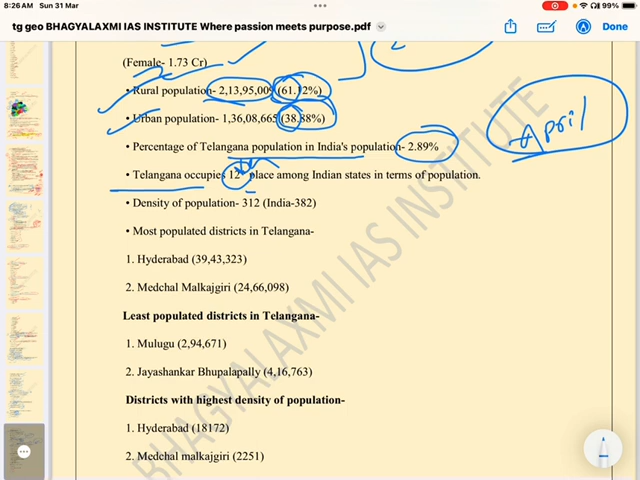 8:26 AM Sun 31 Mar
99%
tg geo BHAGYALAXMI IAS INSTITUTE Where passion meets purpose.pdf
Done
(Female- 1.73 Cr)
• Rural population- 2,13,95,009 (61.12%)
• Urban population- 1,36,08,665 (38.88%)
April
• Percentage of Telangana population in India's population- 2.89%
• Telangana occupies 12th place among Indian states in terms of population.
• Density of population- 312 (India-382)
• Most populated districts in Telangana-
1. Hyderabad (39,43,323)
2. Medchal Malkajgiri (24,66,098)
Least populated districts in Telangana-
1. Mulugu (2,94,671)
2. Jayashankar Bhupalapally (4,16,763)
Districts with highest density of population-
1. Hyderabad (18172)
2. Medchal malkajgiri (2251)
BHAGYALAXMI IAS INSTITUTE